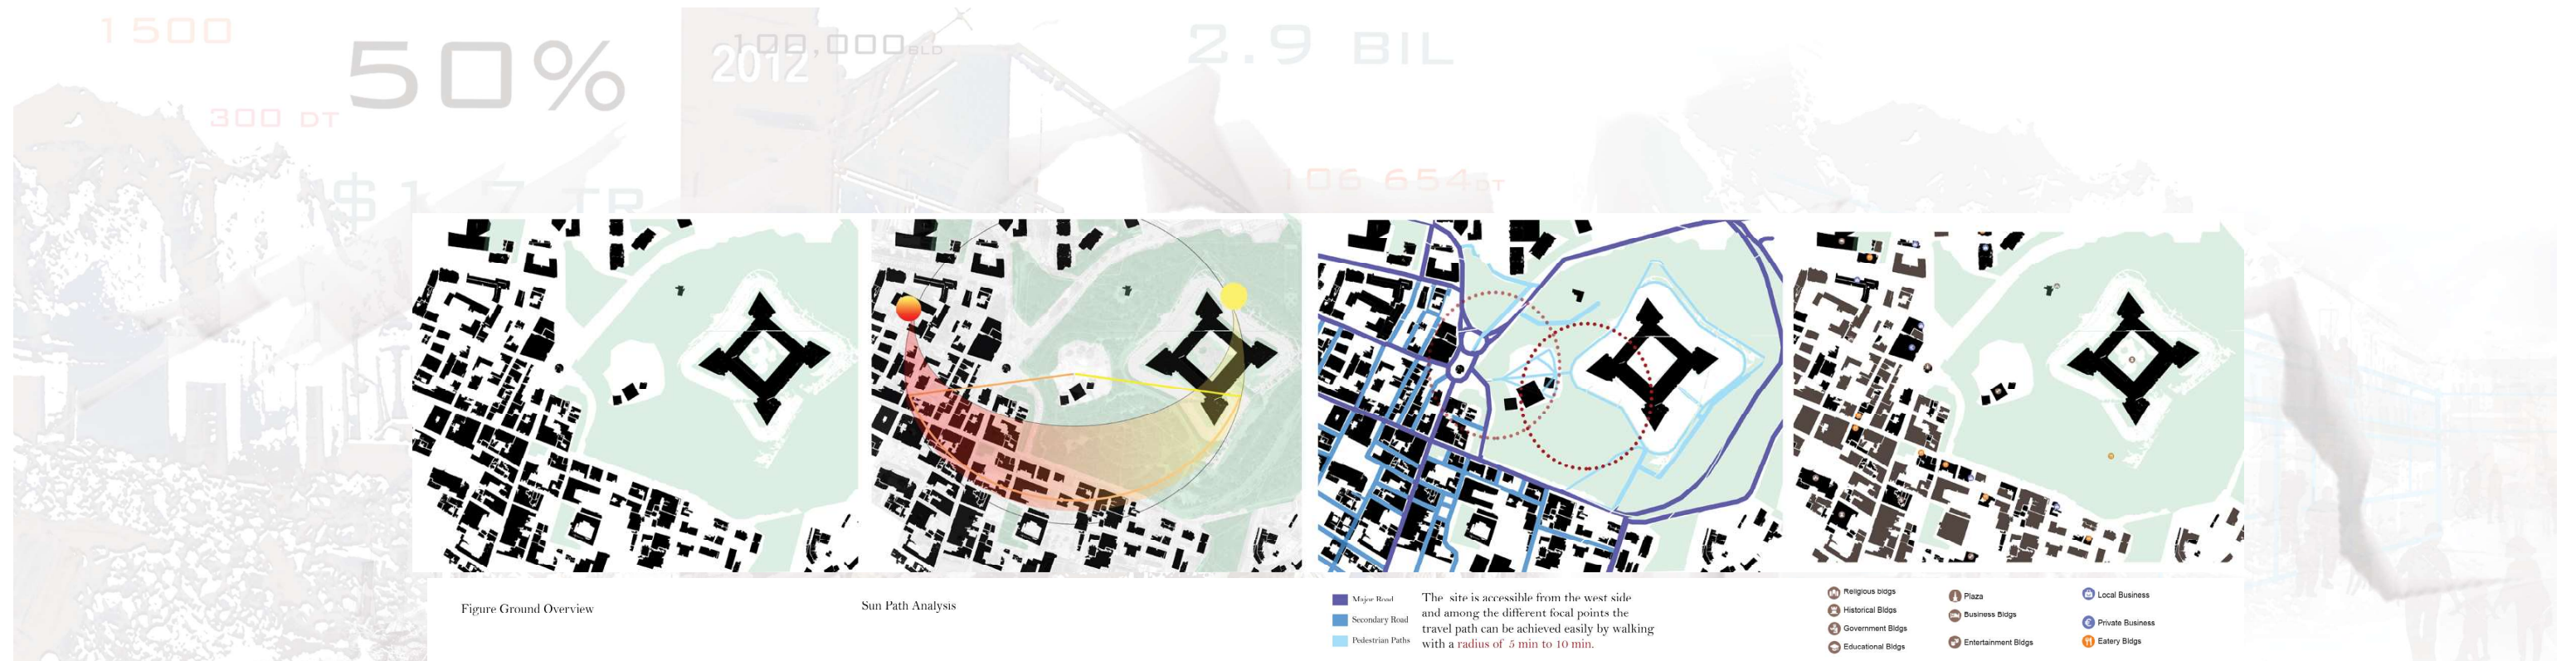 1500
50%
2012
100,000 SLD
2.9 BIL
300 DT
106 654 DT
Figure Ground Overview
Sun Path Analysis
Major Road
Secondary Road
Pedestrian Paths
The site is accessible from the west side
and among the different focal points the
travel path can be achieved easily by walking
with a radius of 5 min to 10 min.
Religious bldgs
Historical Bldgs
Government Bldgs
Educational Bldgs
Plaza
Business Bldgs
Entertainment Bldgs
Local Business
Private Business
Eatery Bldgs